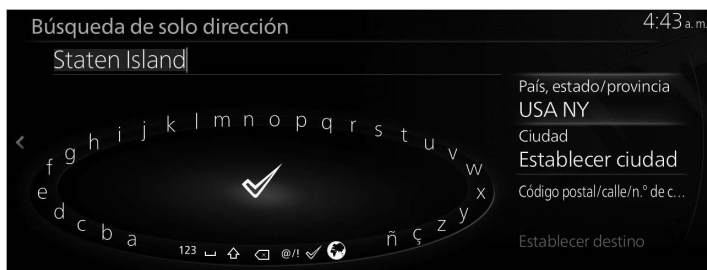 Búsqueda de solo dirección
4:43 a. m.
Staten Island
País, estado/provincia
USA NY
Ciudad
Establecer ciudad
Código postal/calle/n.º de c...
Establecer destino
a b c d e f g h i j k l m n o p q r s t u v w x y z ç ñ
123 @/!